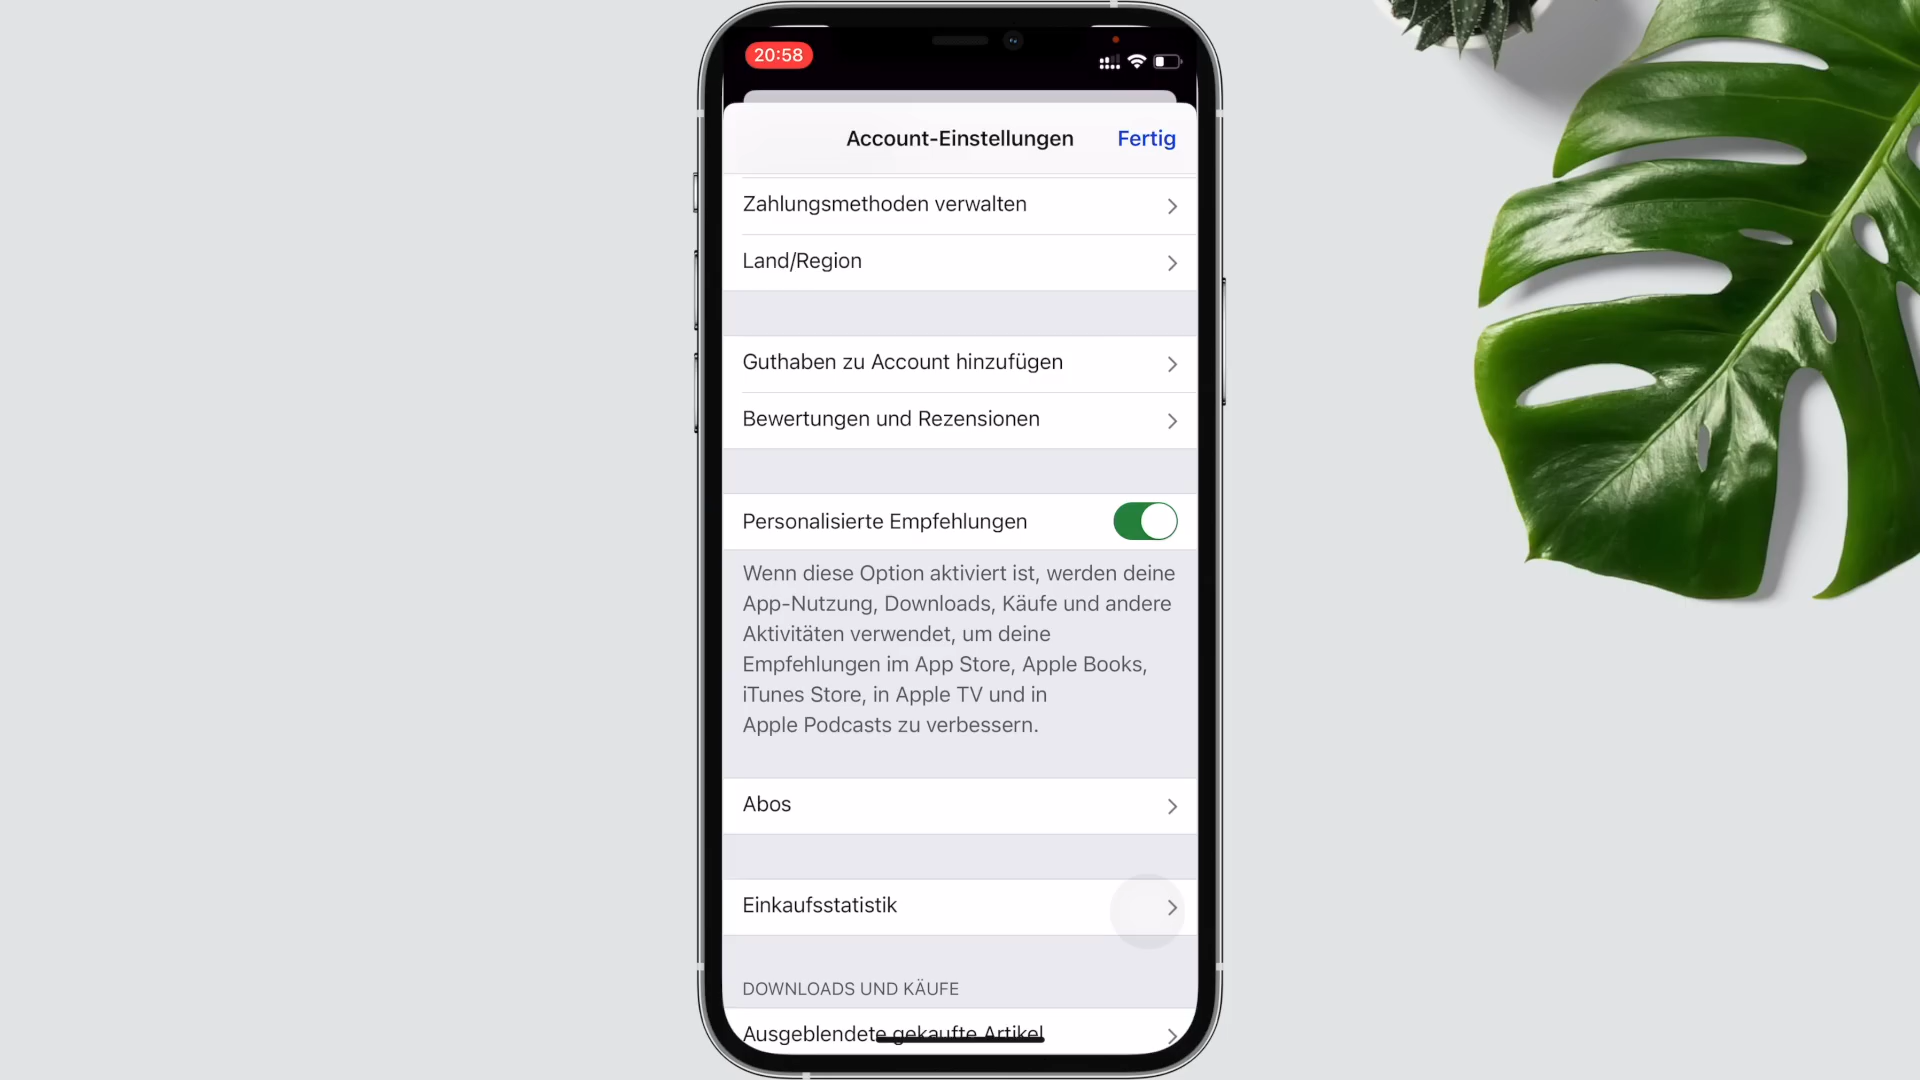 20:58
Account-Einstellungen
Fertig
Zahlungsmethoden verwalten
Land/Region
Guthaben zu Account hinzufügen
Bewertungen und Rezensionen
Personalisierte Empfehlungen
Wenn diese Option aktiviert ist, werden deine
App-Nutzung, Downloads, Käufe und andere
Aktivitäten verwendet, um deine
Empfehlungen im App Store, Apple Books,
iTunes Store, in Apple TV und in
Apple Podcasts zu verbessern.
Abos
Einkaufsstatistik
DOWNLOADS UND KÄUFE
Ausgeblendete gekaufte Artikel